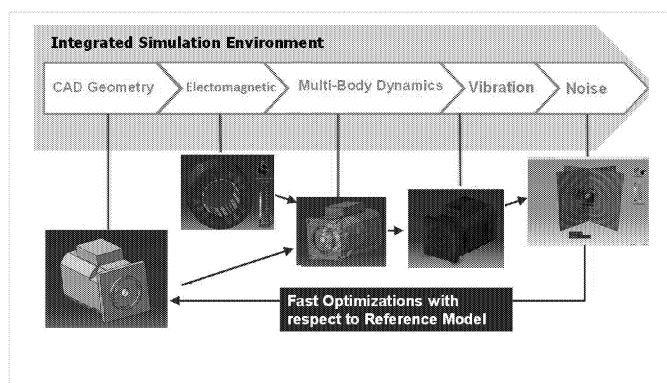 Integrated Simulation Environment
CAD Geometry
Electomagnetic
Multi-Body Dynamics
Vibration
Noise
Fast Optimizations with
respect to Reference Model